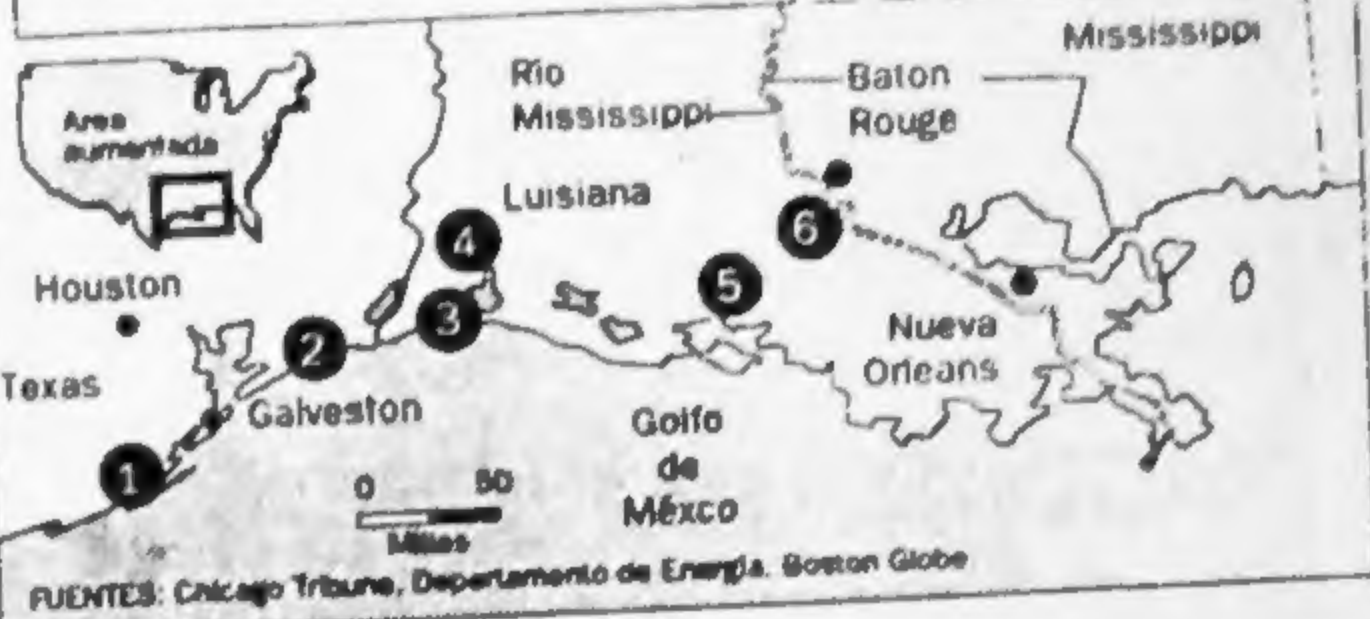 Area
aumentada
Río
Mississippi
Baton
Rouge
Mississippi
Luisiana
4
6
5
3
2
1
Houston
Texas
Galveston
Nueva
Orleans
Golfo
de
México
0 50
Millas
FUENTES: Chicago Tribune, Departamento de Energía. Boston Globe